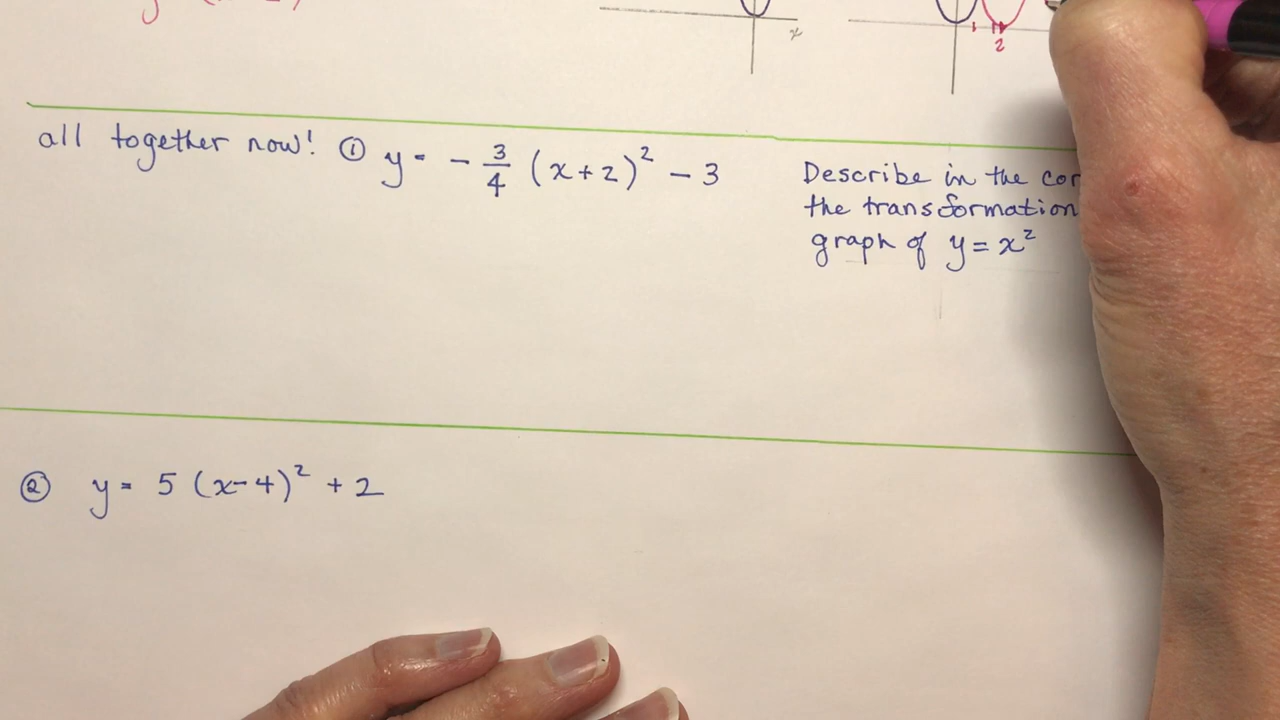 x
2
all together now! ① y = - 3/4 (x+2)² - 3
Describe in the
the transformation
graph of y = x²
② y = 5 (x-4)² + 2